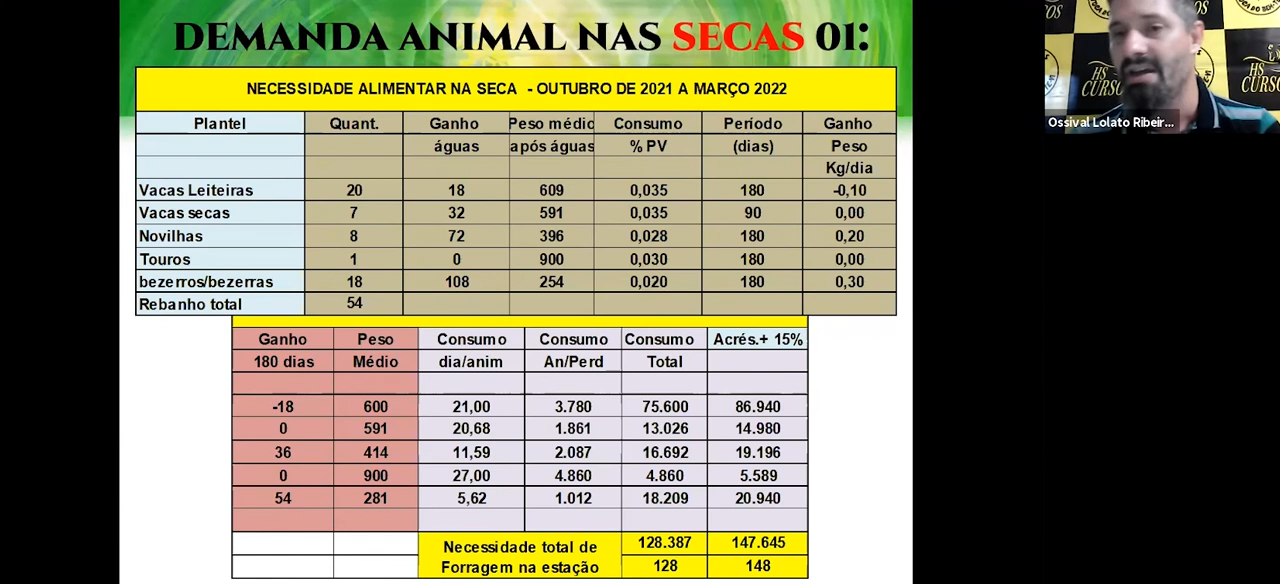 DEMANDA ANIMAL NAS SECAS 01:
NECESSIDADE ALIMENTAR NA SECA - OUTUBRO DE 2021 A MARÇO 2022
Plantel Quant. Ganho Peso médio Consumo Período Ganho
águas após águas % PV (dias) Peso
Kg/dia
Vacas Leiteiras 20 18 609 0,035 180 -0,10
Vacas secas 7 32 591 0,035 90 0,00
Novilhas 8 72 396 0,028 180 0,20
Touros 1 0 900 0,030 180 0,00
bezerros/bezerras 18 108 254 0,020 180 0,30
Rebanho total 54
Ganho Peso Consumo Consumo Consumo Acrés.+ 15%
180 dias Médio dia/anim An/Perd Total
-18 600 21,00 3.780 75.600 86.940
0 591 20,68 1.861 13.026 14.980
36 414 11,59 2.087 16.692 19.196
0 900 27,00 4.860 4.860 5.589
54 281 5,62 1.012 18.209 20.940
Necessidade total de 128.387 147.645
Forragem na estação 128 148
HS
CURSO
Ossival Lolato Ribeir...